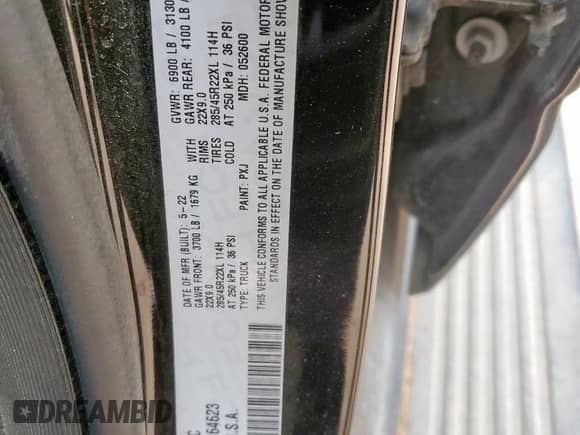 DATE OF MFR (BUILT): 5-22
GVWR: 6900 LB / 3130
GAWR FRONT: 3700 LB / 1679 KG WITH
GAWR REAR: 4100 LB /
22X9.0 RIMS 22X9.0
285/45R22XL 114H TIRES 285/45R22XL 114H
AT 250 kPa / 36 PSI COLD AT 250 kPa / 36 PSI
TYPE: TRUCK PAINT: PXJ MDH: 052600
THIS VEHICLE CONFORMS TO ALL APPLICABLE U.S.A. FEDERAL MOTOR
STANDARDS IN EFFECT ON THE DATE OF MANUFACTURE SHOW
64623
.S.A.
DREAMBID